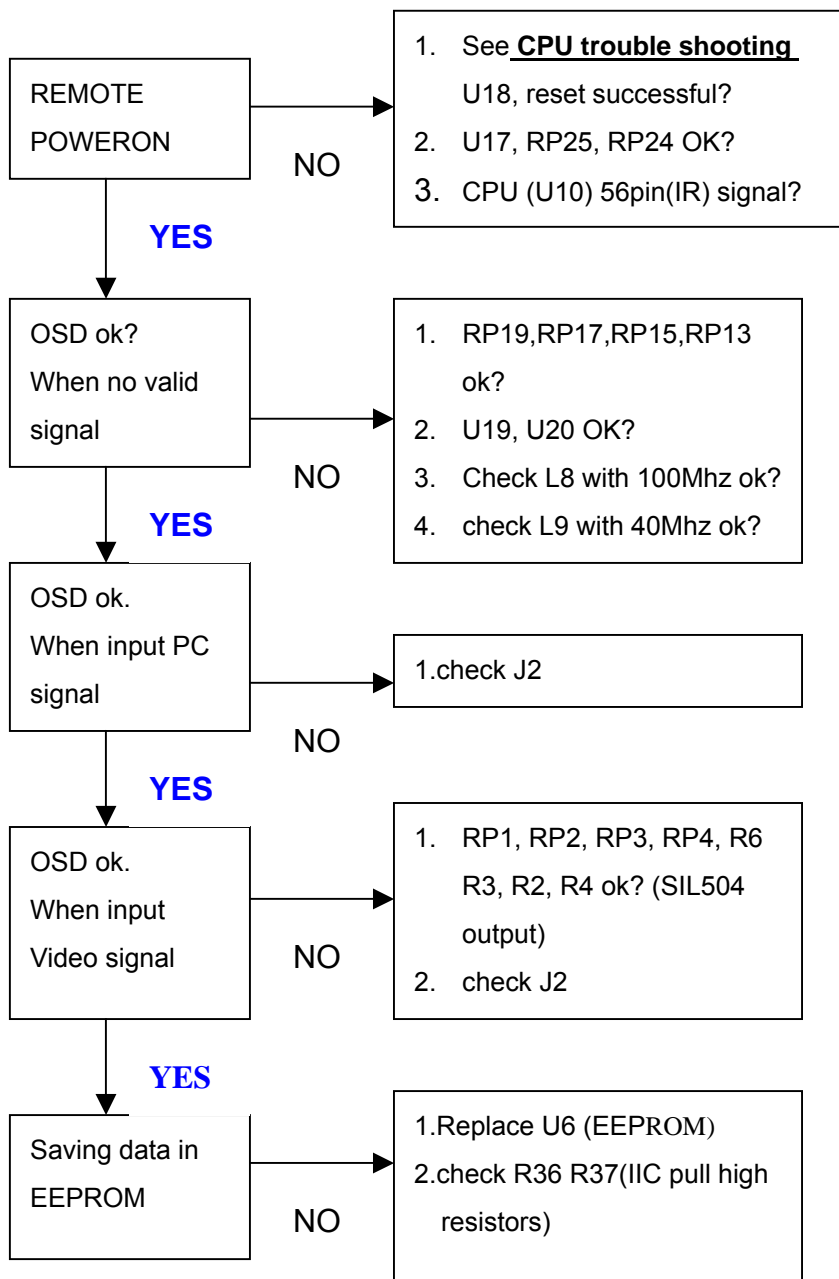 REMOTE
POWERON
NO
1. See CPU trouble shooting
U18, reset successful?
2. U17, RP25, RP24 OK?
3. CPU (U10) 56pin(IR) signal?
YES
OSD ok?
When no valid
signal
NO
1. RP19,RP17,RP15,RP13
ok?
2. U19, U20 OK?
3. Check L8 with 100Mhz ok?
4. check L9 with 40Mhz ok?
YES
OSD ok.
When input PC
signal
NO
1.check J2
YES
OSD ok.
When input
Video signal
NO
1. RP1, RP2, RP3, RP4, R6
R3, R2, R4 ok? (SIL504
output)
2. check J2
YES
Saving data in
EEPROM
NO
1.Replace U6 (EEPROM)
2.check R36 R37(IIC pull high
resistors)